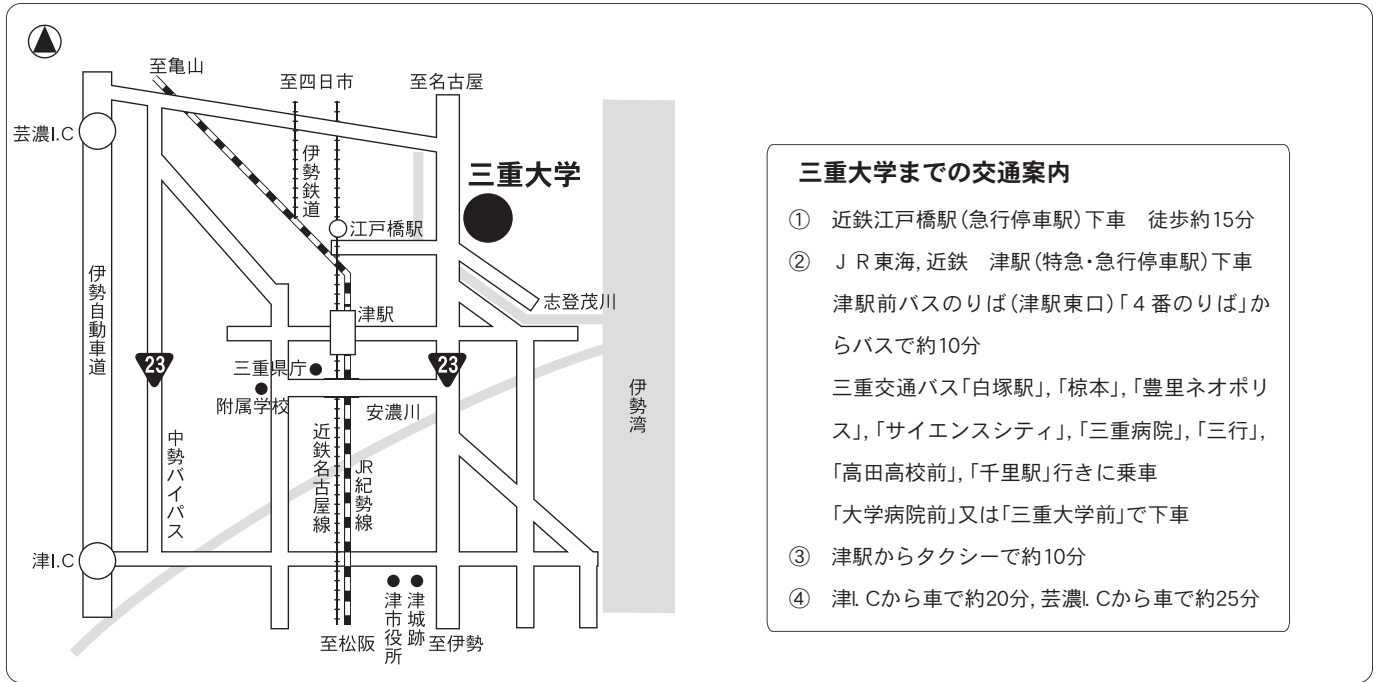 至亀山
至四日市
至名古屋
芸濃I.C
伊勢鉄道
三重大学
江戸橋駅
伊勢自動車道
志登茂川
津駅
23
23
三重県庁
附属学校
安濃川
伊勢湾
中勢バイパス
近鉄名古屋線
JR紀勢線
津I.C
津市役所
津城跡
至松阪
至伊勢
三重大学までの交通案内
① 近鉄江戸橋駅(急行停車駅)下車 徒歩約15分
② JR東海,近鉄 津駅(特急・急行停車駅)下車
津駅前バスのりば(津駅東口)「4番のりば」か
らバスで約10分
三重交通バス「白塚駅」,「椋本」,「豊里ネオポリ
ス」,「サイエンスシティ」,「三重病院」,「三行」,
「高田高校前」,「千里駅」行きに乗車
「大学病院前」又は「三重大学前」で下車
③ 津駅からタクシーで約10分
④ 津I.Cから車で約20分,芸濃I.Cから車で約25分